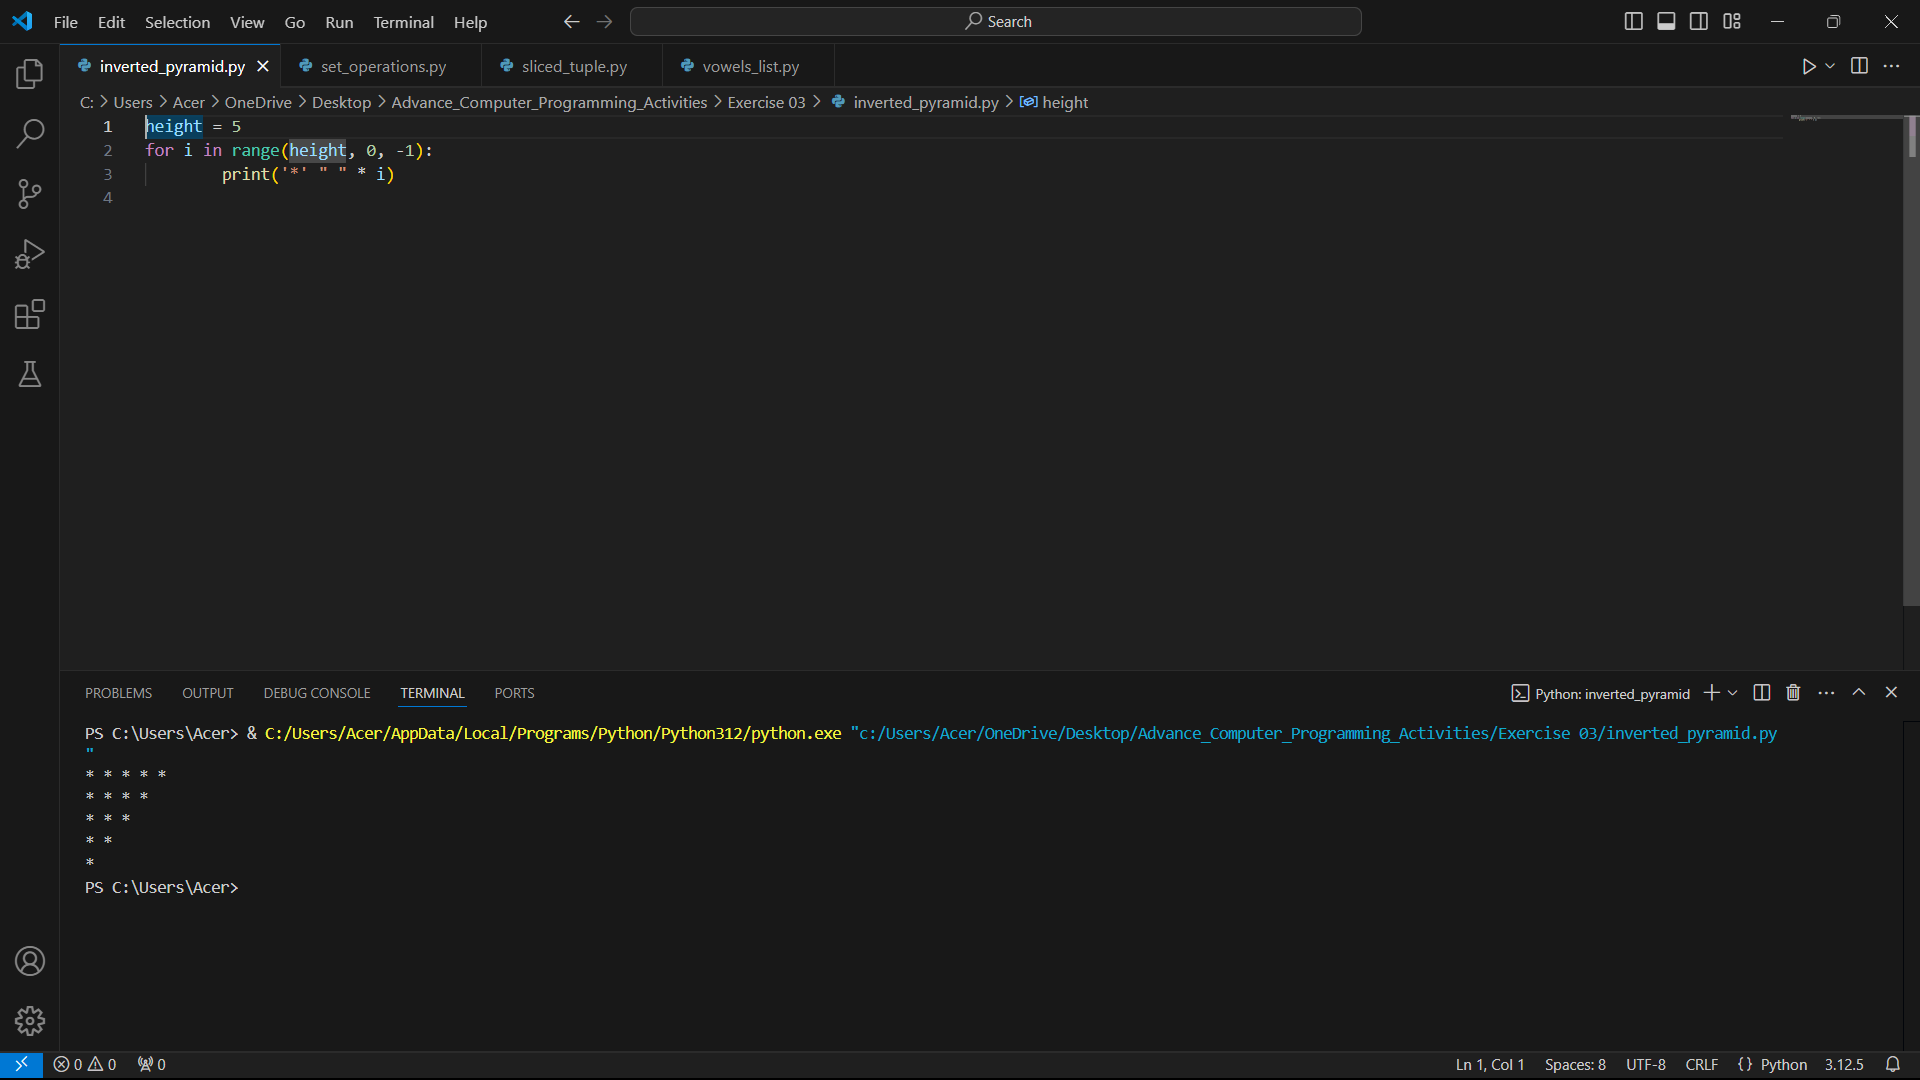 File Edit Selection View Go Run Terminal Help Search
inverted_pyramid.py set_operations.py sliced_tuple.py vowels_list.py
C: > Users > Acer > OneDrive > Desktop > Advance_Computer_Programming_Activities > Exercise 03 > inverted_pyramid.py > height
1 height = 5
2 for i in range(height, 0, -1):
3 print('*' " " * i)
4
PROBLEMS OUTPUT DEBUG CONSOLE TERMINAL PORTS Python: inverted_pyramid
PS C:\Users\Acer> & C:/Users/Acer/AppData/Local/Programs/Python/Python312/python.exe "c:/Users/Acer/OneDrive/Desktop/Advance_Computer_Programming_Activities/Exercise 03/inverted_pyramid.py
"
* * * * *
* * * *
* * *
* *
*
PS C:\Users\Acer>
0 0 0 Ln 1, Col 1 Spaces: 8 UTF-8 CRLF {} Python 3.12.5